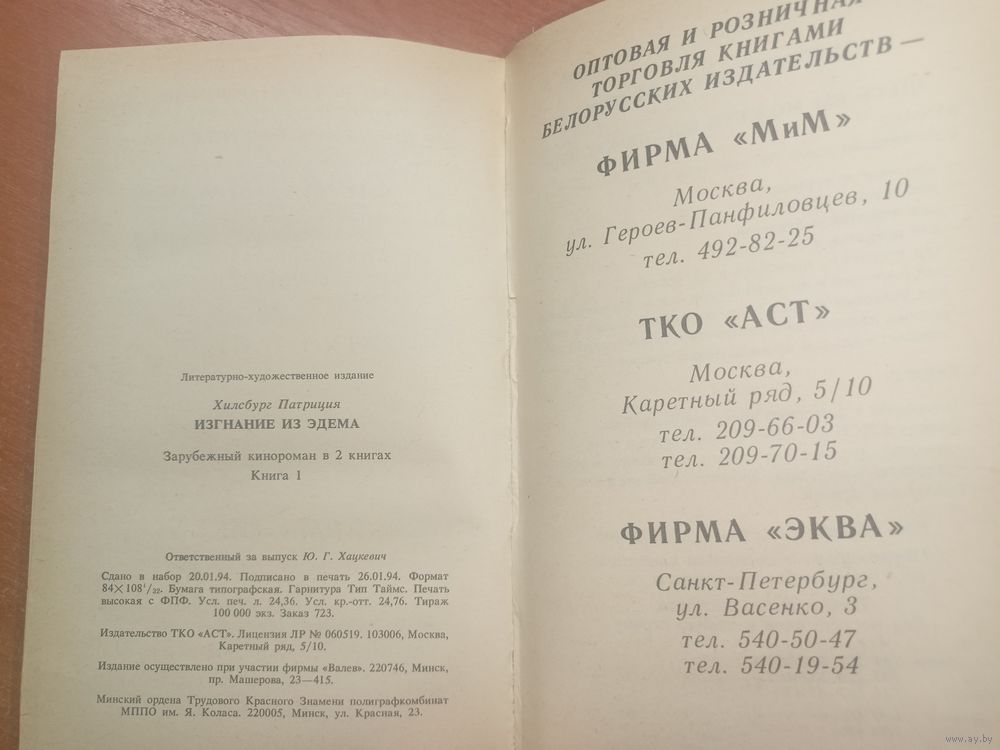 Литературно-художественное издание
Хилсбург Патриция
ИЗГНАНИЕ ИЗ ЭДЕМА
Зарубежный кинороман в 2 книгах
Книга 1
Ответственный за выпуск Ю. Г. Хацкевич
Сдано в набор 20.01.94. Подписано в печать 26.01.94. Формат
84×108¹/₃₂. Бумага типографская. Гарнитура Тип Таймс. Печать
высокая с ФПФ. Усл. печ. л. 24,36. Усл. кр.-отт. 24,76. Тираж
100 000 экз. Заказ 723.
Издательство ТКО «АСТ». Лицензия ЛР № 060519. 103006, Москва,
Каретный ряд, 5/10.
Издание осуществлено при участии фирмы «Валев». 220746, Минск,
пр. Машерова, 23—415.
Минский ордена Трудового Красного Знамени полиграфкомбинат
МППО им. Я. Коласа. 220005, Минск, ул. Красная, 23.
ОПТОВАЯ И РОЗНИЧНАЯ
ТОРГОВЛЯ КНИГАМИ
БЕЛОРУССКИХ ИЗДАТЕЛЬСТВ —
ФИРМА «МиМ»
Москва,
ул. Героев-Панфиловцев, 10
тел. 492-82-25
ТКО «АСТ»
Москва,
Каретный ряд, 5/10
тел. 209-66-03
тел. 209-70-15
ФИРМА «ЭКВА»
Санкт-Петербург,
ул. Васенко, 3
тел. 540-50-47
тел. 540-19-54
www.ay.by